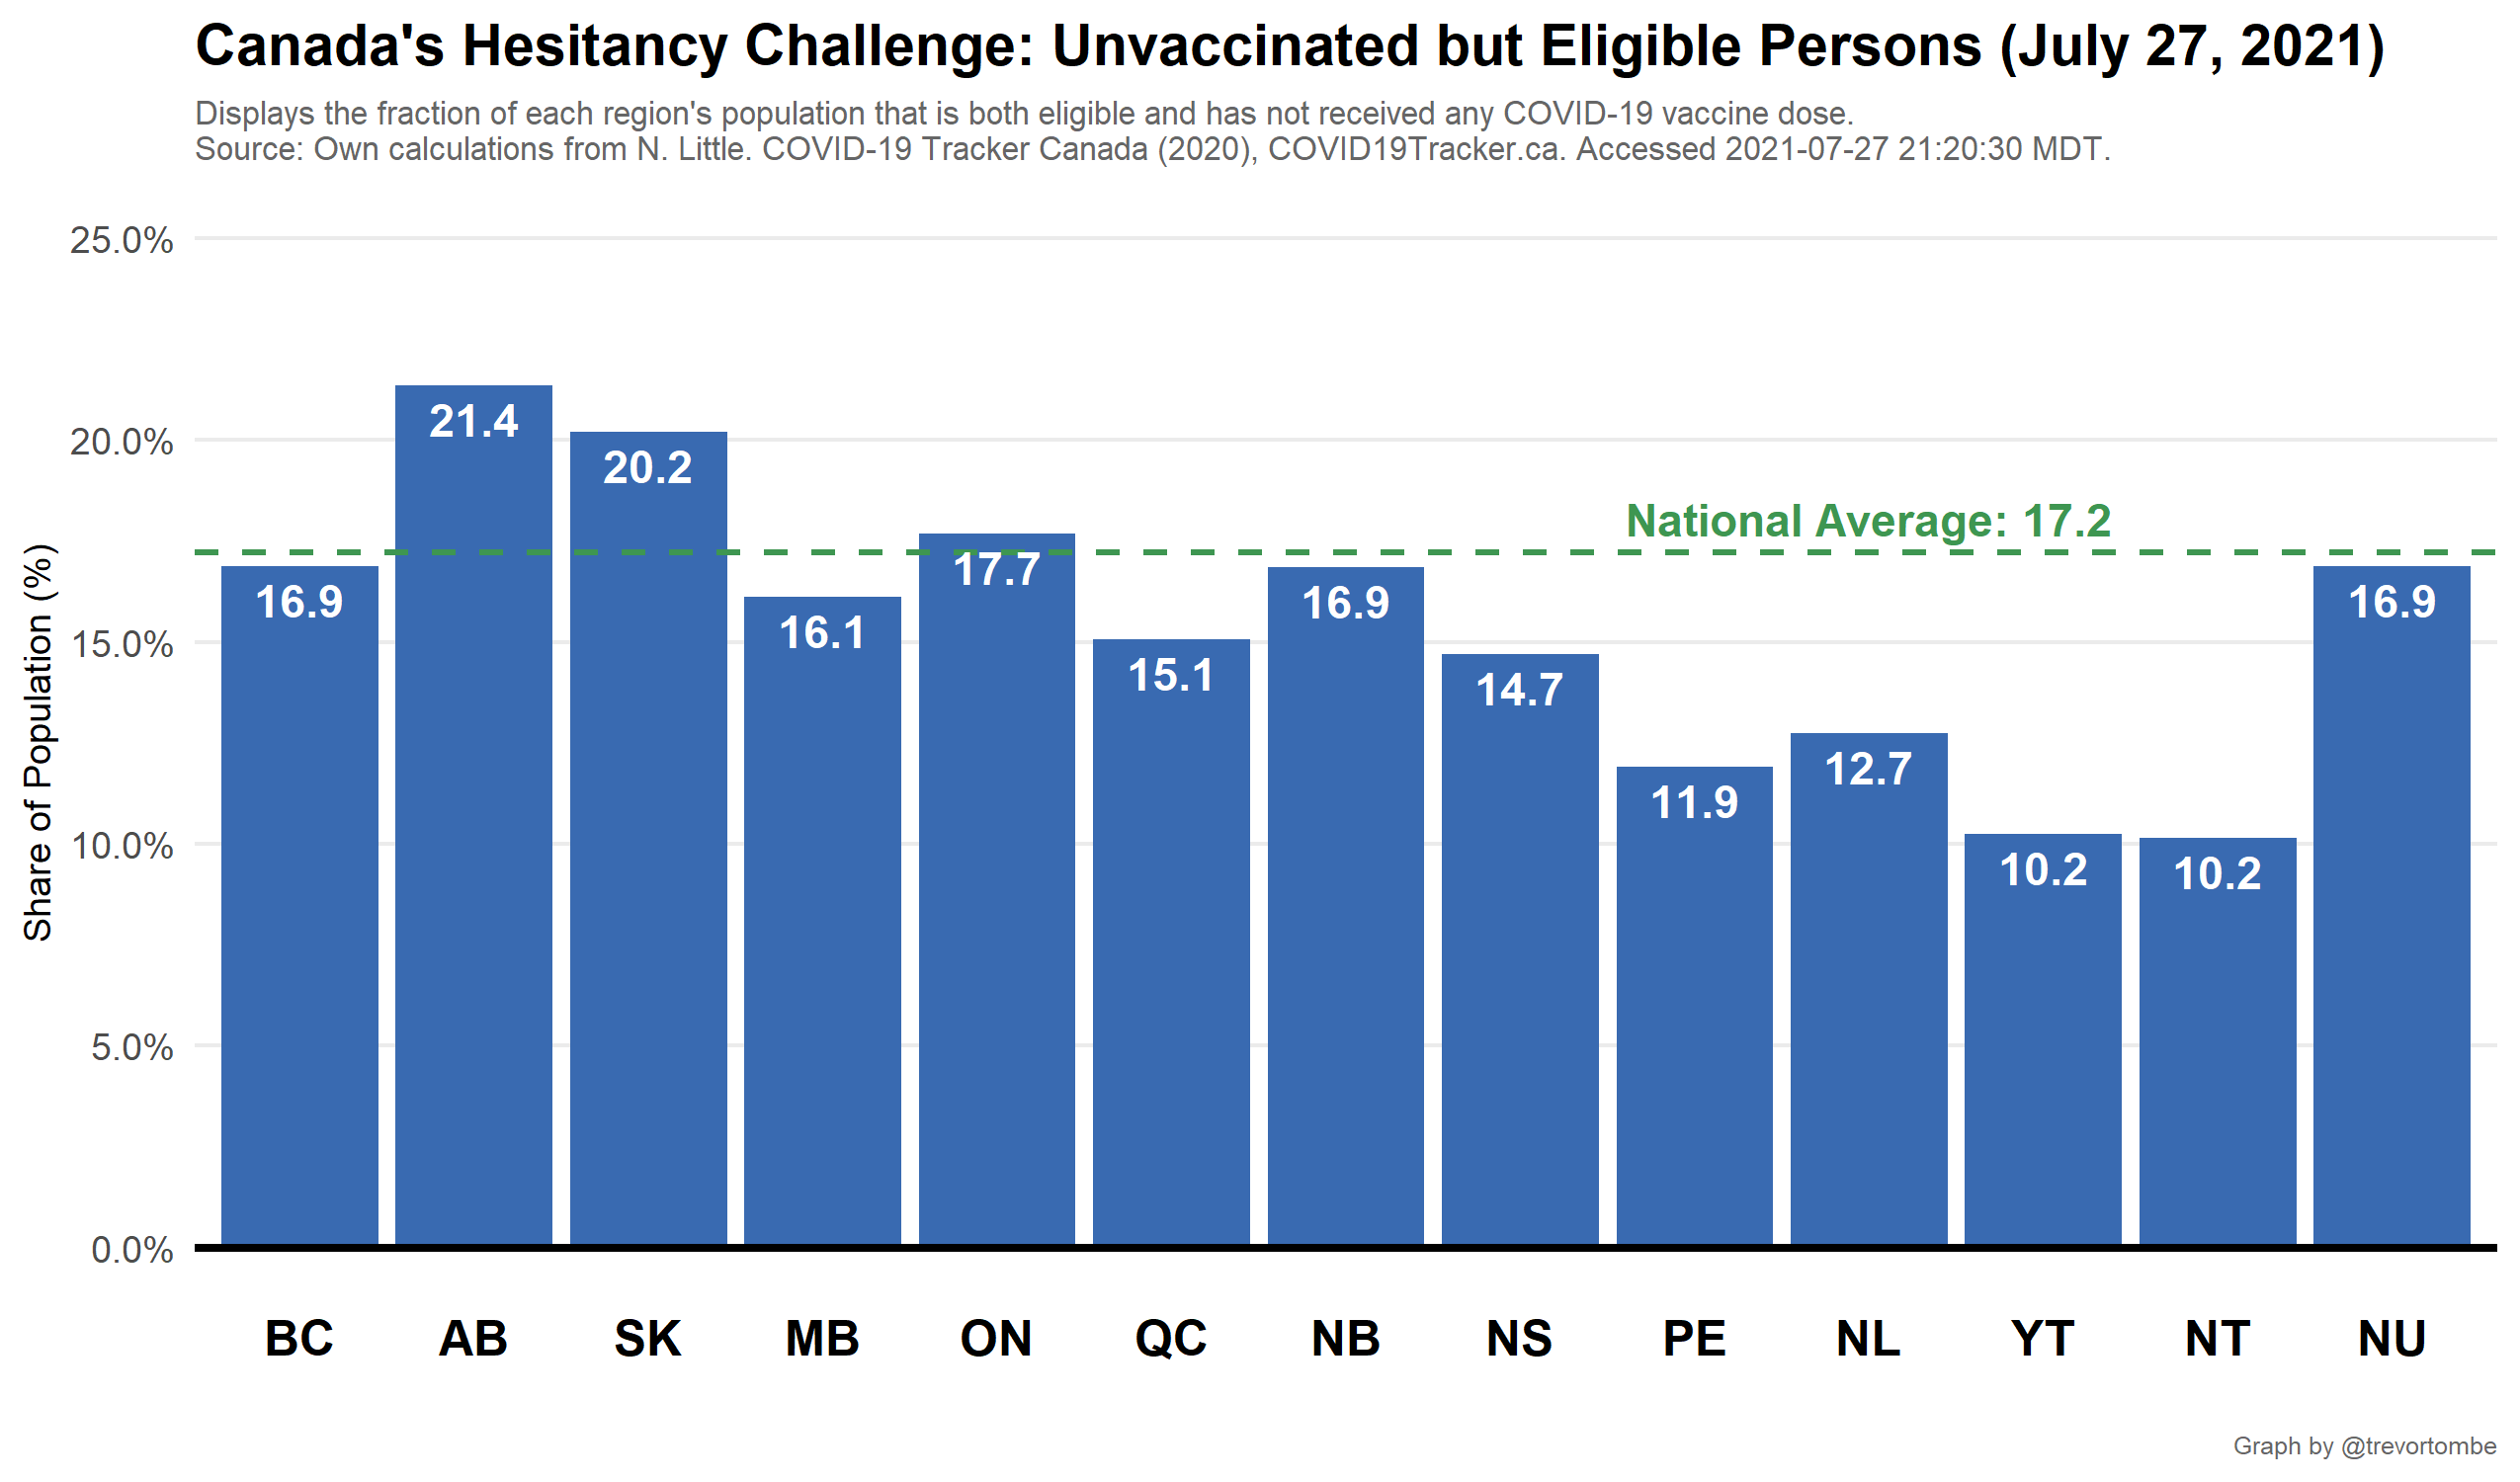 Canada's Hesitancy Challenge: Unvaccinated but Eligible Persons (July 27, 2021)
Displays the fraction of each region's population that is both eligible and has not received any COVID-19 vaccine dose.
Source: Own calculations from N. Little. COVID-19 Tracker Canada (2020), COVID19Tracker.ca. Accessed 2021-07-27 21:20:30 MDT.
Share of Population (%)
25.0%
20.0%
15.0%
10.0%
5.0%
0.0%
National Average: 17.2
16.9
21.4
20.2
16.1
17.7
15.1
16.9
14.7
11.9
12.7
10.2
10.2
16.9
BC
AB
SK
MB
ON
QC
NB
NS
PE
NL
YT
NT
NU
Graph by @trevortombe